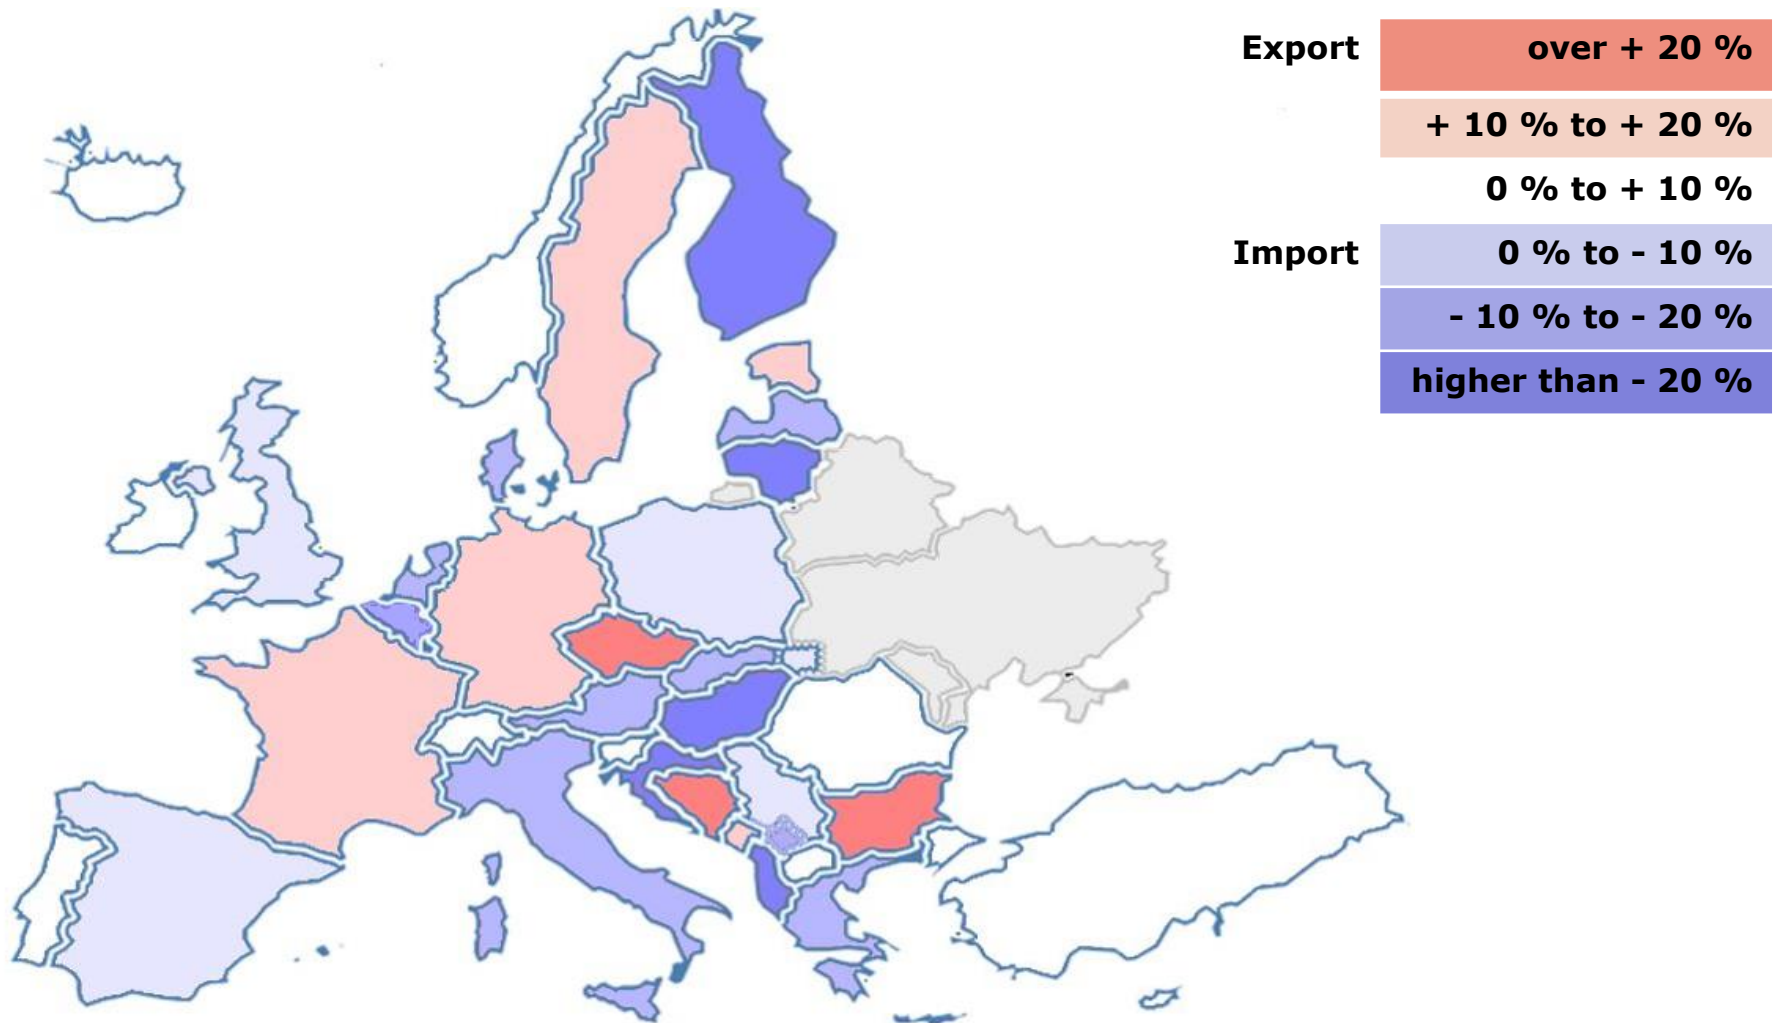 Export over + 20 %
+ 10 % to + 20 %
0 % to + 10 %
Import 0 % to - 10 %
- 10 % to - 20 %
higher than - 20 %